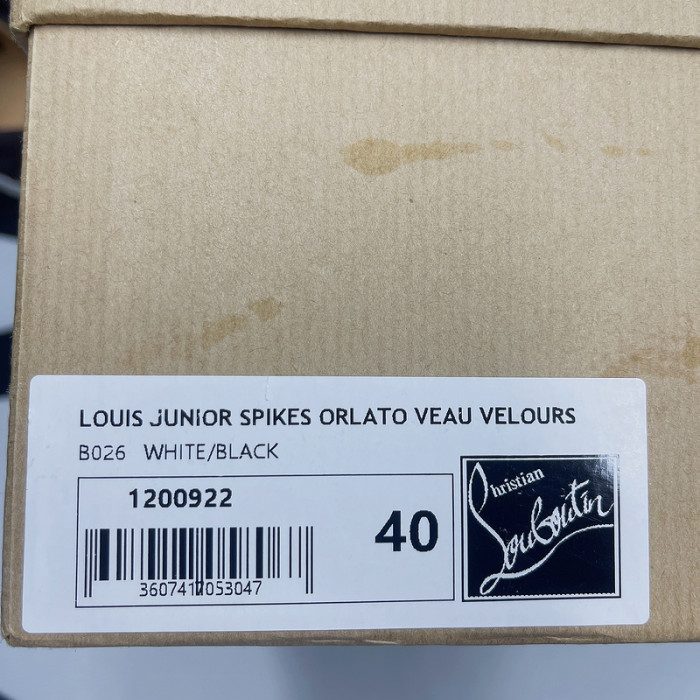 LOUIS JUNIOR SPIKES ORLATO VEAU VELOURS
B026 WHITE/BLACK
1200922
40
3607417053047
Christian
Louboutin